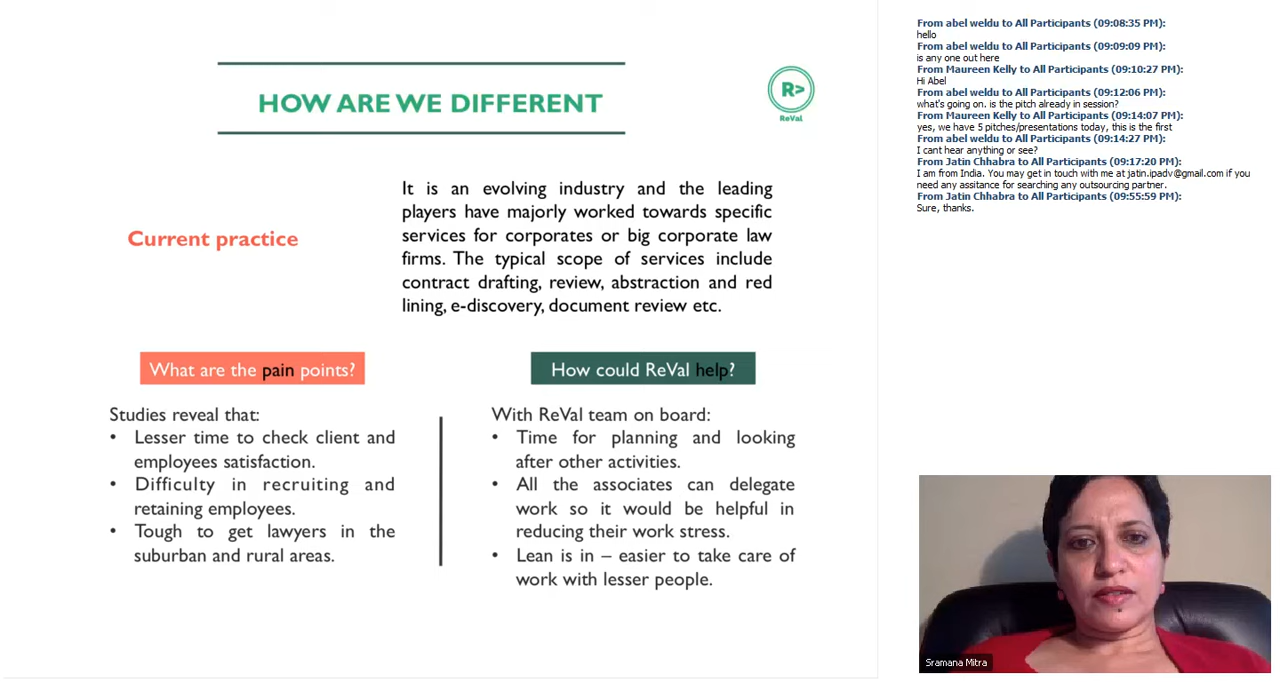 HOW ARE WE DIFFERENT
R>
ReVal
Current practice
It is an evolving industry and the leading
players have majorly worked towards specific
services for corporates or big corporate law
firms. The typical scope of services include
contract drafting, review, abstraction and red
lining, e-discovery, document review etc.
What are the pain points?
Studies reveal that:
• Lesser time to check client and
employees satisfaction.
• Difficulty in recruiting and
retaining employees.
• Tough to get lawyers in the
suburban and rural areas.
How could ReVal help?
With ReVal team on board:
• Time for planning and looking
after other activities.
• All the associates can delegate
work so it would be helpful in
reducing their work stress.
• Lean is in – easier to take care of
work with lesser people.
From abel weldu to All Participants (09:08:35 PM):
hello
From abel weldu to All Participants (09:09:09 PM):
is any one out here
From Maureen Kelly to All Participants (09:10:27 PM):
Hi Abel
From abel weldu to All Participants (09:12:06 PM):
what's going on. is the pitch already in session?
From Maureen Kelly to All Participants (09:14:07 PM):
yes, we have 5 pitches/presentations today, this is the first
From abel weldu to All Participants (09:14:27 PM):
I cant hear anything or see?
From Jatin Chhabra to All Participants (09:17:20 PM):
I am from India. You may get in touch with me at jatin.ipadv@gmail.com if you
need any assitance for searching any outsourcing partner.
From Jatin Chhabra to All Participants (09:55:59 PM):
Sure, thanks.
Sramana Mitra